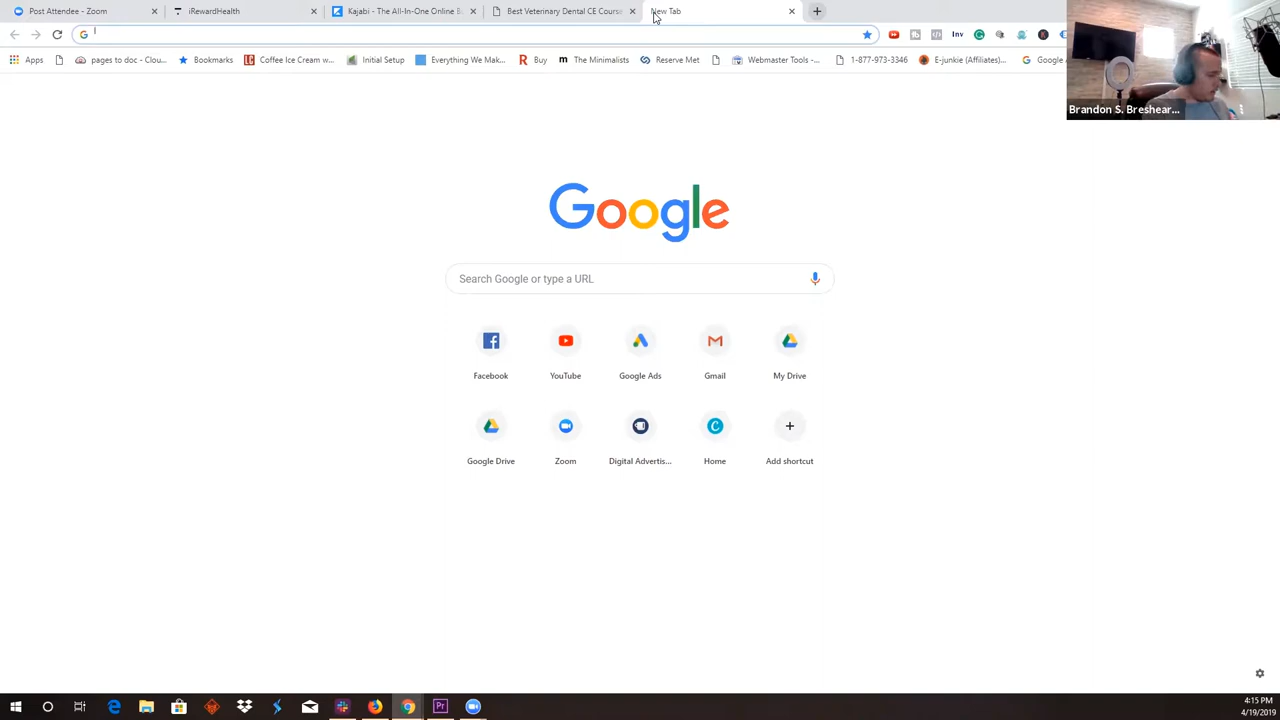 Post Attendee - Zoom
iRewardHealth
Kajabi - The All-In-One Online B
Best Veterinary Dental CE Course
New Tab
Apps
pages to doc - Clou...
Bookmarks
Coffee Ice Cream w...
Initial Setup
Everything We Mak...
Buy
The Minimalists
Reserve Met
Webmaster Tools -...
1-877-973-3346
E-junkie (Affiliates)...
Google A
Inv
Brandon S. Breshear...
Google
Search Google or type a URL
Facebook
YouTube
Google Ads
Gmail
My Drive
Google Drive
Zoom
Digital Advertis...
Home
Add shortcut
4:15 PM
4/19/2019